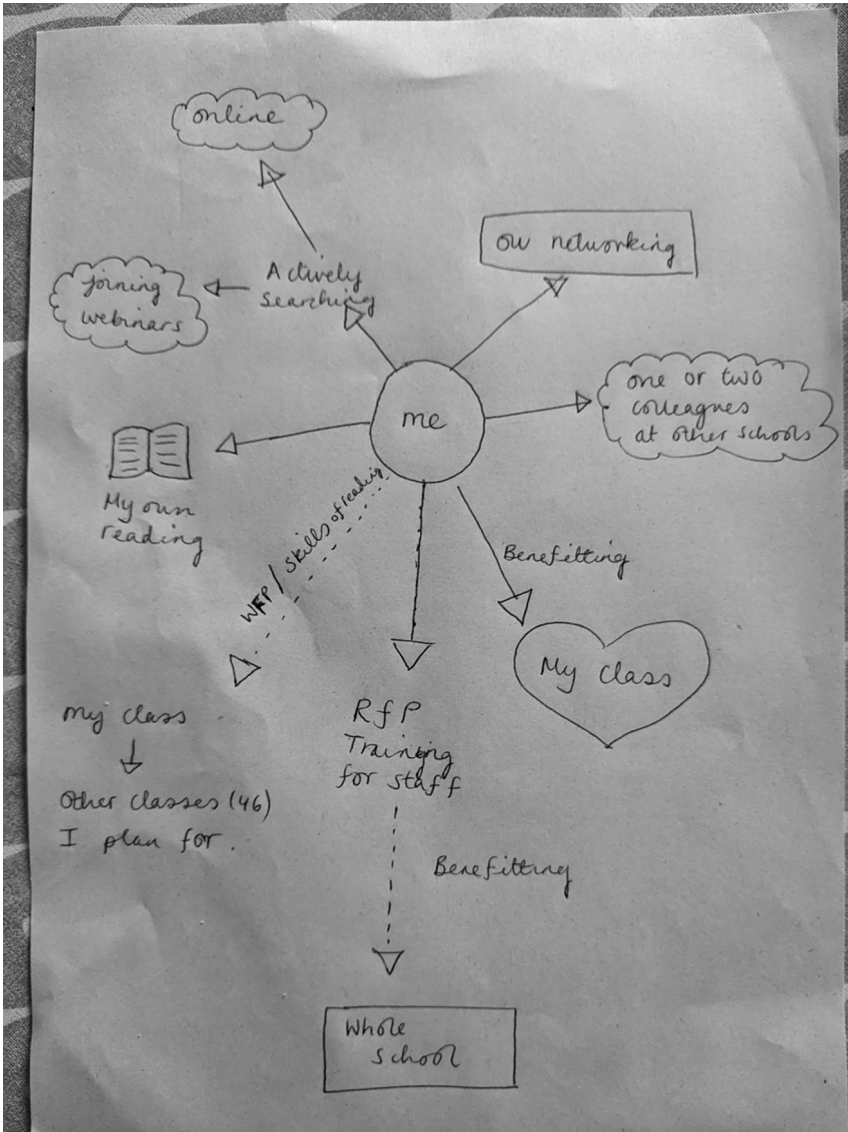 online
ou networking
Actively
searching
joining
webinars
one or two
colleagues
at other schools
me
My own
reading
/ skills of reading
Benefitting
My class
My class
Other classes (46)
I plan for.
RfP
Training
for staff
Benefitting
Whole
school